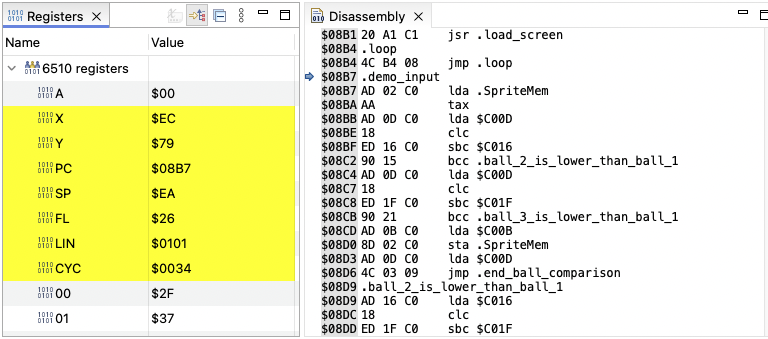 Registers
Name Value
6510 registers
A $00
X $EC
Y $79
PC $08B7
SP $EA
FL $26
LIN $0101
CYC $0034
00 $2F
01 $37
Disassembly
$08B1 20 A1 C1 jsr .load_screen
$08B4 .loop
$08B4 4C B4 08 jmp .loop
$08B7 .demo_input
$08B7 AD 02 C0 lda .SpriteMem
$08BA AA tax
$08BB AD 0D C0 lda $C00D
$08BE 18 clc
$08BF ED 16 C0 sbc $C016
$08C2 90 15 bcc .ball_2_is_lower_than_ball_1
$08C4 AD 0D C0 lda $C00D
$08C7 18 clc
$08C8 ED 1F C0 sbc $C01F
$08CB 90 21 bcc .ball_3_is_lower_than_ball_1
$08CD AD 0B C0 lda $C00B
$08D0 8D 02 C0 sta .SpriteMem
$08D3 AD 0D C0 lda $C00D
$08D6 4C 03 09 jmp .end_ball_comparison
$08D9 .ball_2_is_lower_than_ball_1
$08D9 AD 16 C0 lda $C016
$08DC 18 clc
$08DD ED 1F C0 sbc $C01F